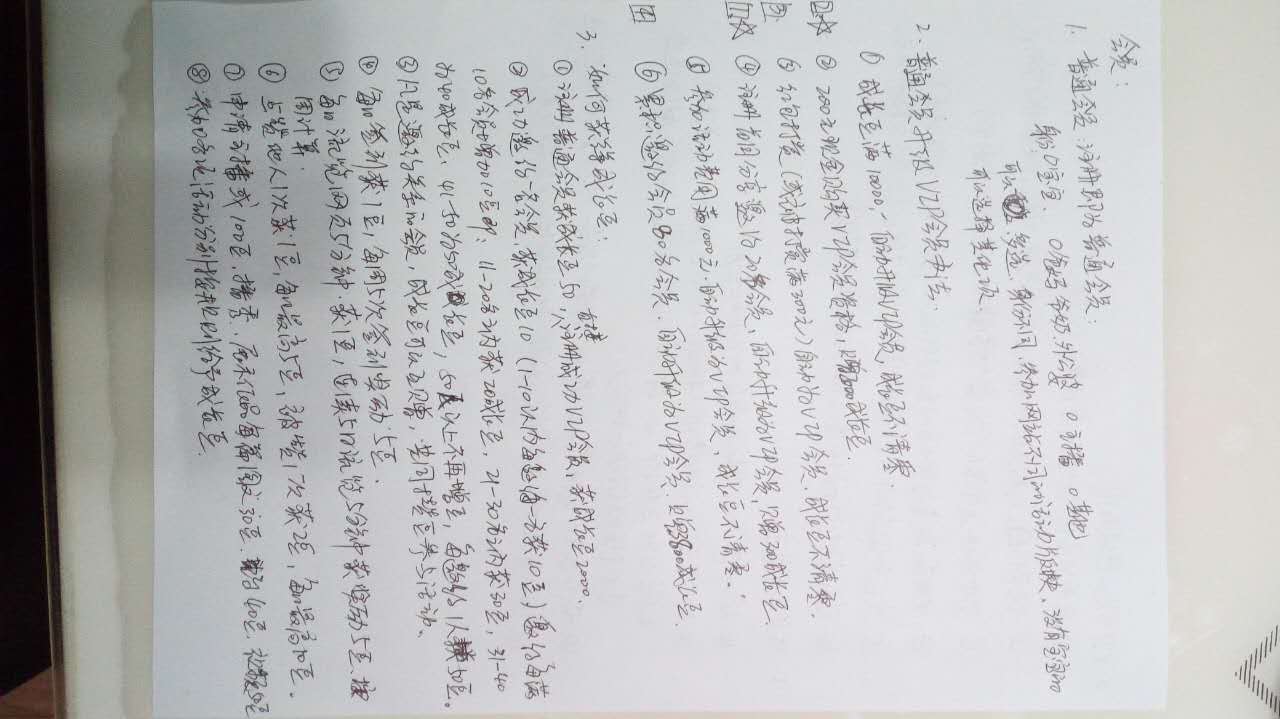 会员：
1. 普通会员：注册即为普通会员：
身份：O宝宝、 O爸妈 爷奶、外公婆 O 主播 O 其他
可以多选、身份不同、参加网站不同的活动版块、没有宝宝的
可以选择其他项.
2. 普通会员升级VIP会员办法.
① 成长豆满10000,一自动升级VIP会员, 成长豆不清零.
② ☆ ② 200元现金购买VIP会员资格, 赠2000成长豆.
③ ③ 红包打赏(或被打赏满300元)自动为VIP会员, 成长豆不清零.
① ☆ ④ 注册首周分享邀约20名会员, 自动升级为VIP会员, 赠300成长豆.
⑤ 参加活动费用满1000元.自动升级为VIP会员, 成长豆不清零.
④ ⑥ 累积邀约会员80名会员.自动升级为VIP会员.赠800成长豆.
3. 如何获得成长豆:
① 注册普通会员获成长豆50, 直接注册成功VIP会员, 获成长豆2000.
② 成功邀约一名会员,获成长豆10 (1-10以内每邀约一方获10豆) 邀约每满
10名会员增加10豆即: 11-20名之内获20成长豆, 21-30名之内获30豆, 31-40
为40成长豆、41-50为50成长豆, 50以上不再增豆, 每邀约1人50豆。
③ 凡是邀约关系的会员, 成长豆可以互赠, 共同攒豆参与活动。
④ 每日签到获1豆, 每周5次签到奖励5豆.
⑤ 每日浏览网页5分钟.获1豆, 连续5日浏览5分钟获奖励5豆.按
周计算.
⑥ 点赞他人1次获1豆, 每日最高5豆, 被赞1次获2豆, 每日最高10豆.
⑦ 申请主播或100豆, 播秀.展示作品每篇图文30豆. 40豆.
⑧ 参加各项活动分别按规则给予成长豆.